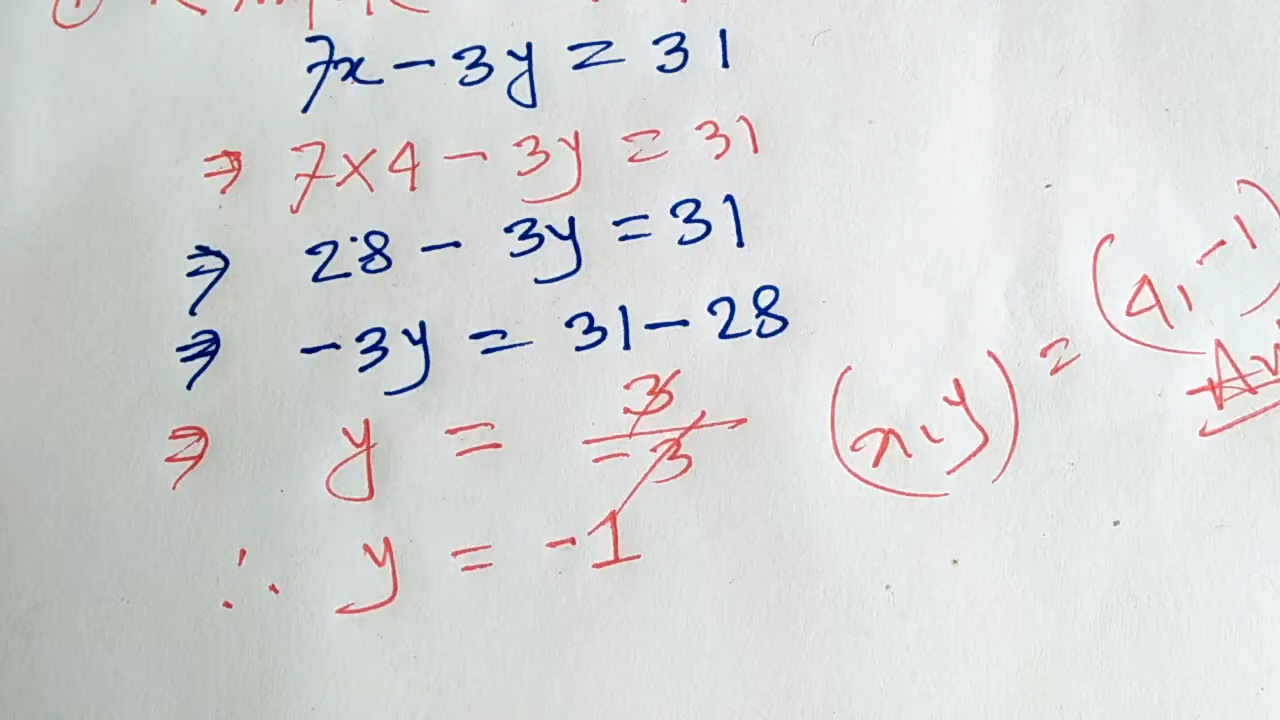 7x - 3y = 31
⇒ 7×4 - 3y = 31
⇒ 28 - 3y = 31
⇒ -3y = 31 - 28
⇒ y = 3/-3
∴ y = -1
(x, y) = (4, -1)